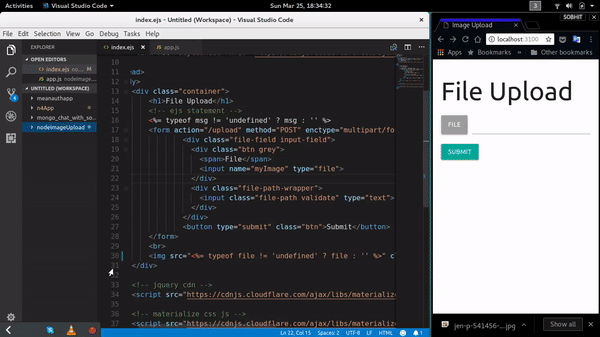 Activities Visual Studio Code Sun Mar 25, 18:34:32 3 SOBHIT
index.ejs - Untitled (Workspace) - Visual Studio Code
File Edit Selection View Go Debug Tasks Help
EXPLORER
OPEN EDITORS
index.ejs nodeImageUpload M
app.js nodeImage...
UNTITLED (WORKSPACE)
meanauthapp
n4App
mongo_chat_with_so...
nodeImageUpload
index.ejs app.js
10
11 ad>
12 dy>
13 <div class="container">
14 <h1>File Upload</h1>
15 <!-- ejs statement -->
16 <%= typeof msg != 'undefined' ? msg : '' %>
17 <form action="/upload" method="POST" enctype="multipart/fo
18 <div class="file-field input-field">
19 <div class="btn grey">
20 <span>File</span>
21 <input name="myImage" type="file">
22 </div>
23 <div class="file-path-wrapper">
24 <input class="file-path validate" type="text">
25 </div>
26 </div>
27 <button type="submit" class="btn">Submit</button>
28 </form>
29 <br>
30 <img src="<%= typeof file != 'undefined' ? file : '' %>" c
31 </div>
32
33 <!-- jquery cdn -->
34 <script src="https://cdnjs.cloudflare.com/ajax/libs/materializ
35
36 <!-- materialize css js -->
37 <script src="https://cdnjs.cloudflare.com/ajax/libs/materializ
Ln 22, Col 15 Spaces: 2 UTF-8 LF HTML 1
Image Upload
localhost:3100
Apps Bookmarks Other bookmarks
File Upload
FILE
SUBMIT
jen-p-541456-...jpg Show all